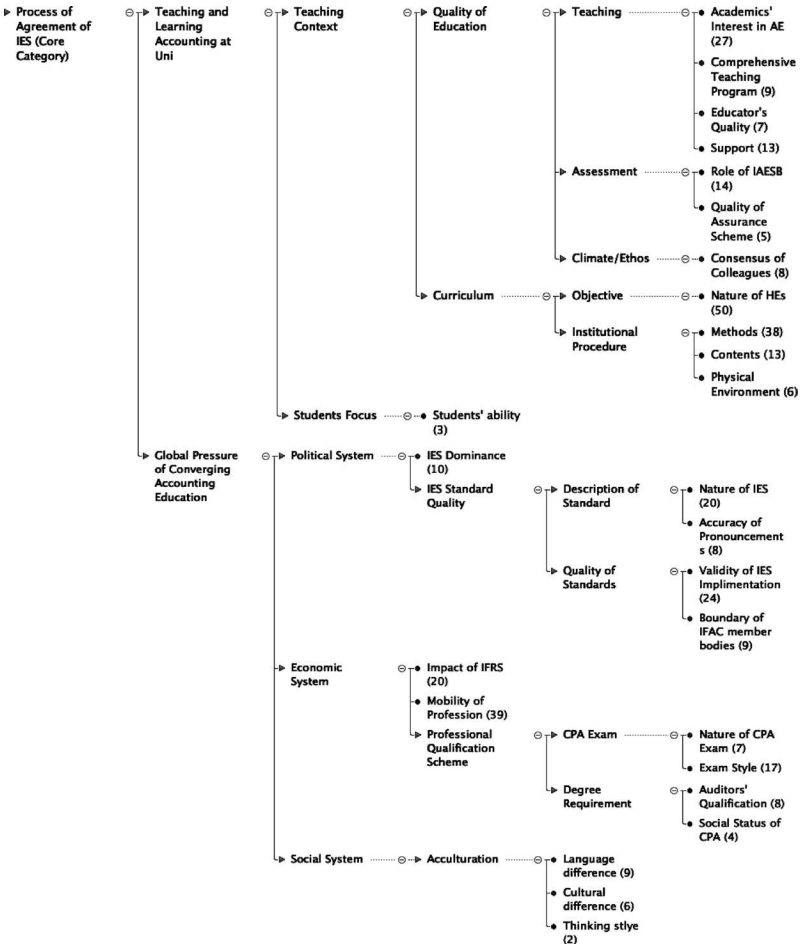 Process of
Agreement of
IES (Core
Category)
Teaching and
Learning
Accounting at
Uni
Teaching
Context
Quality of
Education
Teaching
Academics'
Interest in AE
(27)
Comprehensive
Teaching
Program (9)
Educator's
Quality (7)
Support (13)
Assessment
Role of IAESB
(14)
Quality of
Assurance
Scheme (5)
Climate/Ethos
Consensus of
Colleagues (8)
Curriculum
Objective
Nature of HEs
(50)
Institutional
Procedure
Methods (38)
Contents (13)
Physical
Environment (6)
Students Focus
Students' ability
(3)
Global Pressure
of Converging
Accounting
Education
Political System
IES Dominance
(10)
IES Standard
Quality
Description of
Standard
Nature of IES
(20)
Accuracy of
Pronouncement
s (8)
Quality of
Standards
Validity of IES
Implimentation
(24)
Boundary of
IFAC member
bodies (9)
Economic
System
Impact of IFRS
(20)
Mobility of
Profession (39)
Professional
Qualification
Scheme
CPA Exam
Nature of CPA
Exam (7)
Exam Style (17)
Degree
Requirement
Auditors'
Qualification (8)
Social Status of
CPA (4)
Social System
Acculturation
Language
difference (9)
Cultural
difference (6)
Thinking stlye
(2)